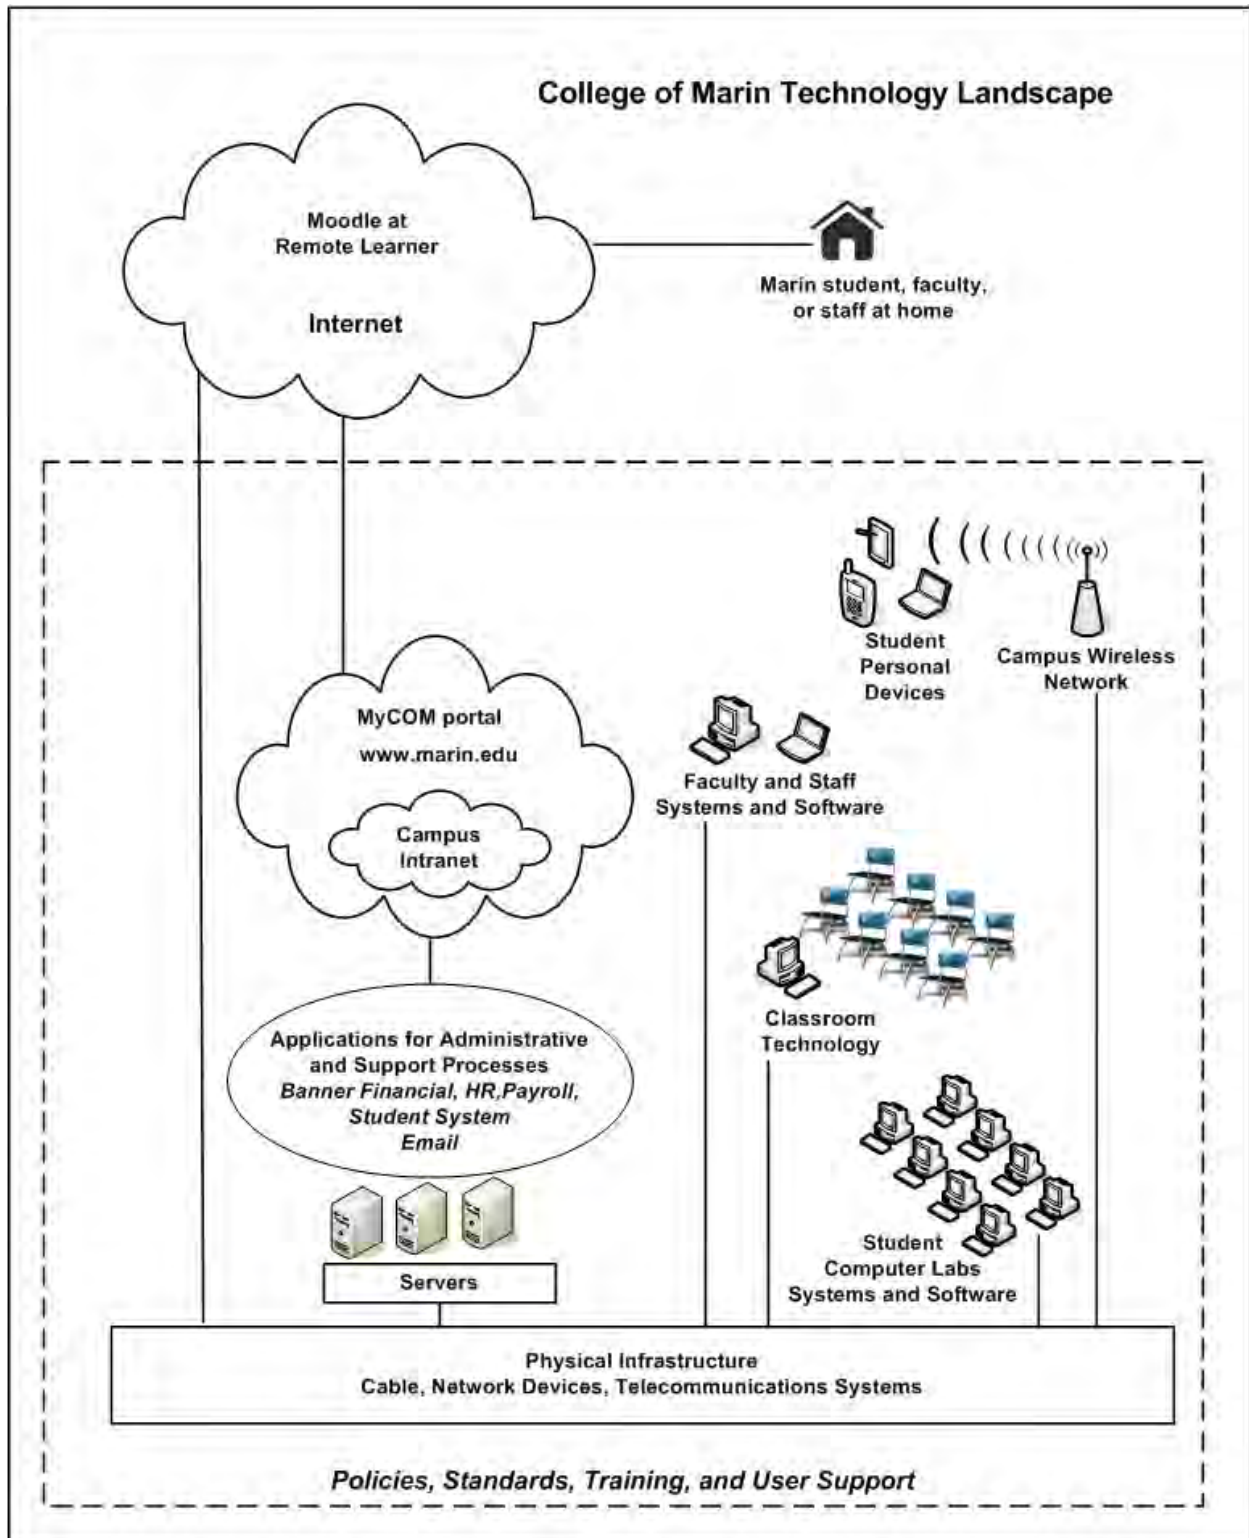 College of Marin Technology Landscape
Moodle at
Remote Learner
Internet
Marin student, faculty,
or staff at home
Student
Personal
Devices
Campus Wireless
Network
MyCOM portal
www.marin.edu
Campus
Intranet
Faculty and Staff
Systems and Software
Classroom
Technology
Applications for Administrative
and Support Processes
Banner Financial, HR,Payroll,
Student System
Email
Student
Computer Labs
Systems and Software
Servers
Physical Infrastructure
Cable, Network Devices, Telecommunications Systems
Policies, Standards, Training, and User Support